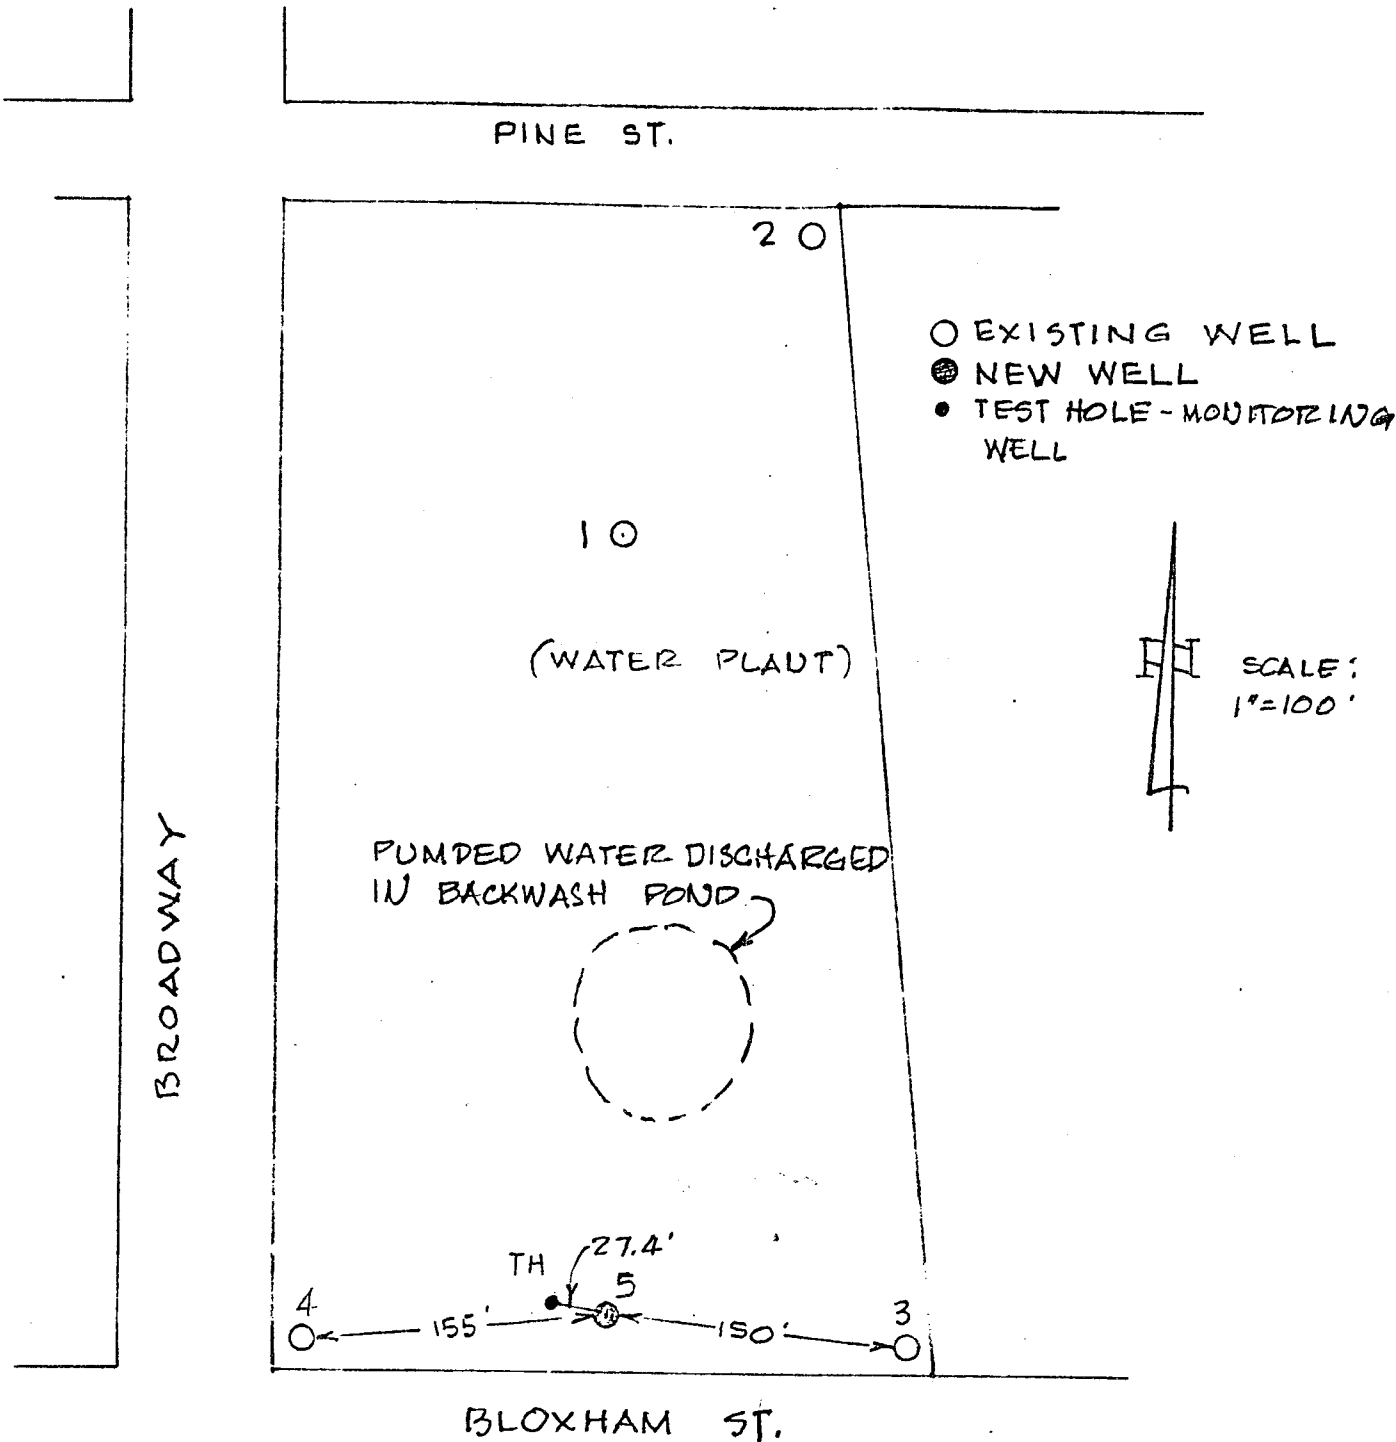 PINE ST.
2
EXISTING WELL
NEW WELL
TEST HOLE - MONITORING
WELL
1
(WATER PLANT)
N
SCALE:
1"=100'
PUMPED WATER DISCHARGED
IN BACKWASH POND
BROADWAY
TH
27.4'
5
4
155'
150'
3
BLOXHAM ST.